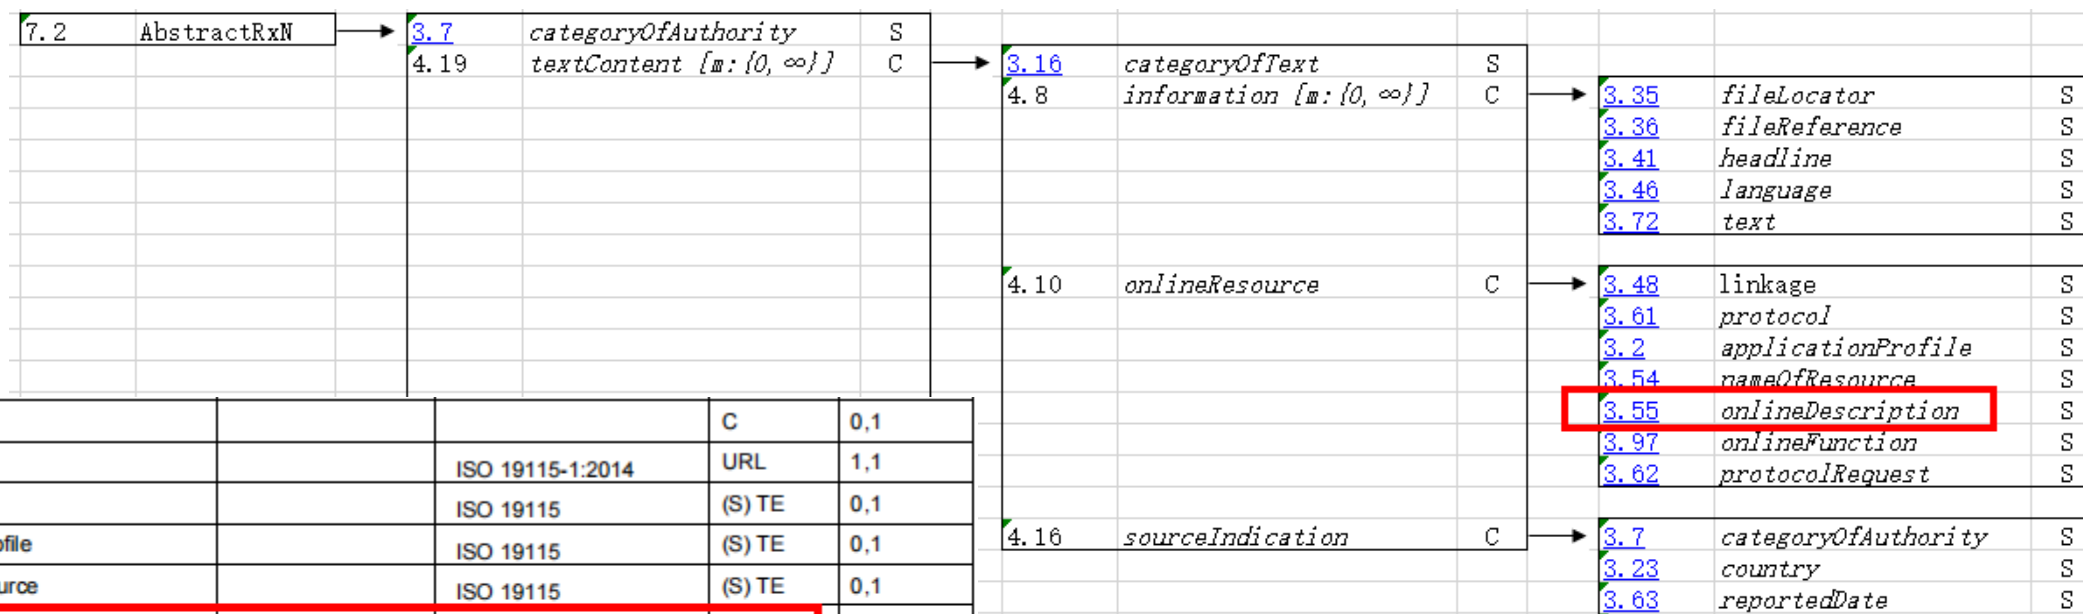 7.2 AbstractRxN 3.7 categoryOfAuthority S
4.19 textContent [m:{0,∞}] C 3.16 categoryOfText S
4.8 information [m:{0,∞}] C 3.35 fileLocator S
3.36 fileReference S
3.41 headline S
3.46 language S
3.72 text S
4.10 onlineResource C 3.48 linkage S
3.61 protocol S
3.2 applicationProfile S
3.54 nameOfResource S
C 0,1 3.55 onlineDescription S
3.97 onlineFunction S
ISO 19115-1:2014 URL 1,1 3.62 protocolRequest S
ISO 19115 (S) TE 0,1
4.16 sourceIndication C 3.7 categoryOfAuthority S
ofile ISO 19115 (S) TE 0,1 3.23 country S
urce ISO 19115 (S) TE 0,1 3.63 reportedDate S